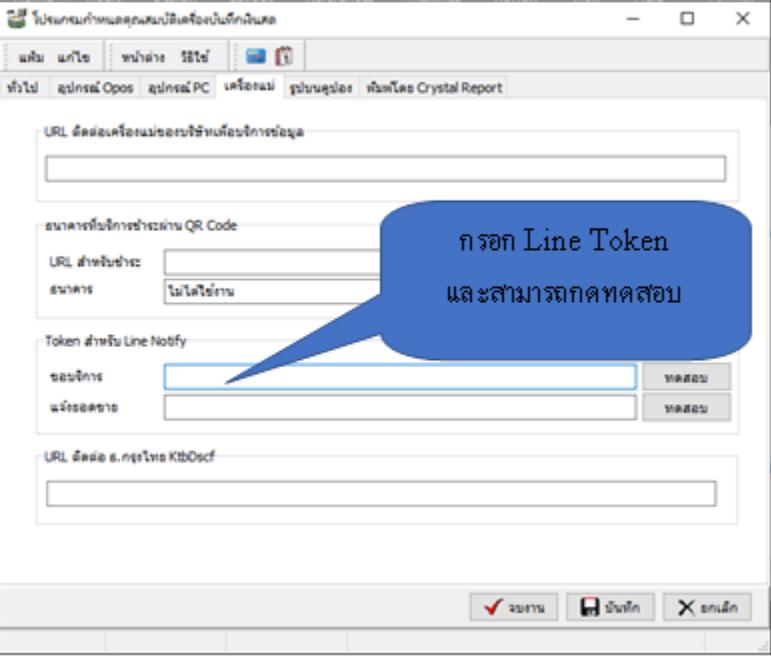 โปรแกรมกำหนดคุณสมบัติเครื่องบันทึกเงินสด
แฟ้ม แก้ไข หน้าต่าง วิธีใช้
ทั่วไป อุปกรณ์ Opos อุปกรณ์ PC เครื่องแม่ รูปบนคูปอง พิมพ์โดย Crystal Report
URL ติดต่อเครื่องแม่ของบริษัทเพื่อบริการข้อมูล
ธนาคารที่บริการชำระผ่าน QR Code
URL สำหรับชำระ
ธนาคาร ไม่ได้ใช้งาน
กรอก Line Token
และสามารถกดทดสอบ
Token สำหรับ Line Notify
ขอบริการ ทดสอบ
แจ้งยอดขาย ทดสอบ
URL ติดต่อ ธ.กรุงไทย KtbDscf
จบงาน บันทึก ยกเลิก